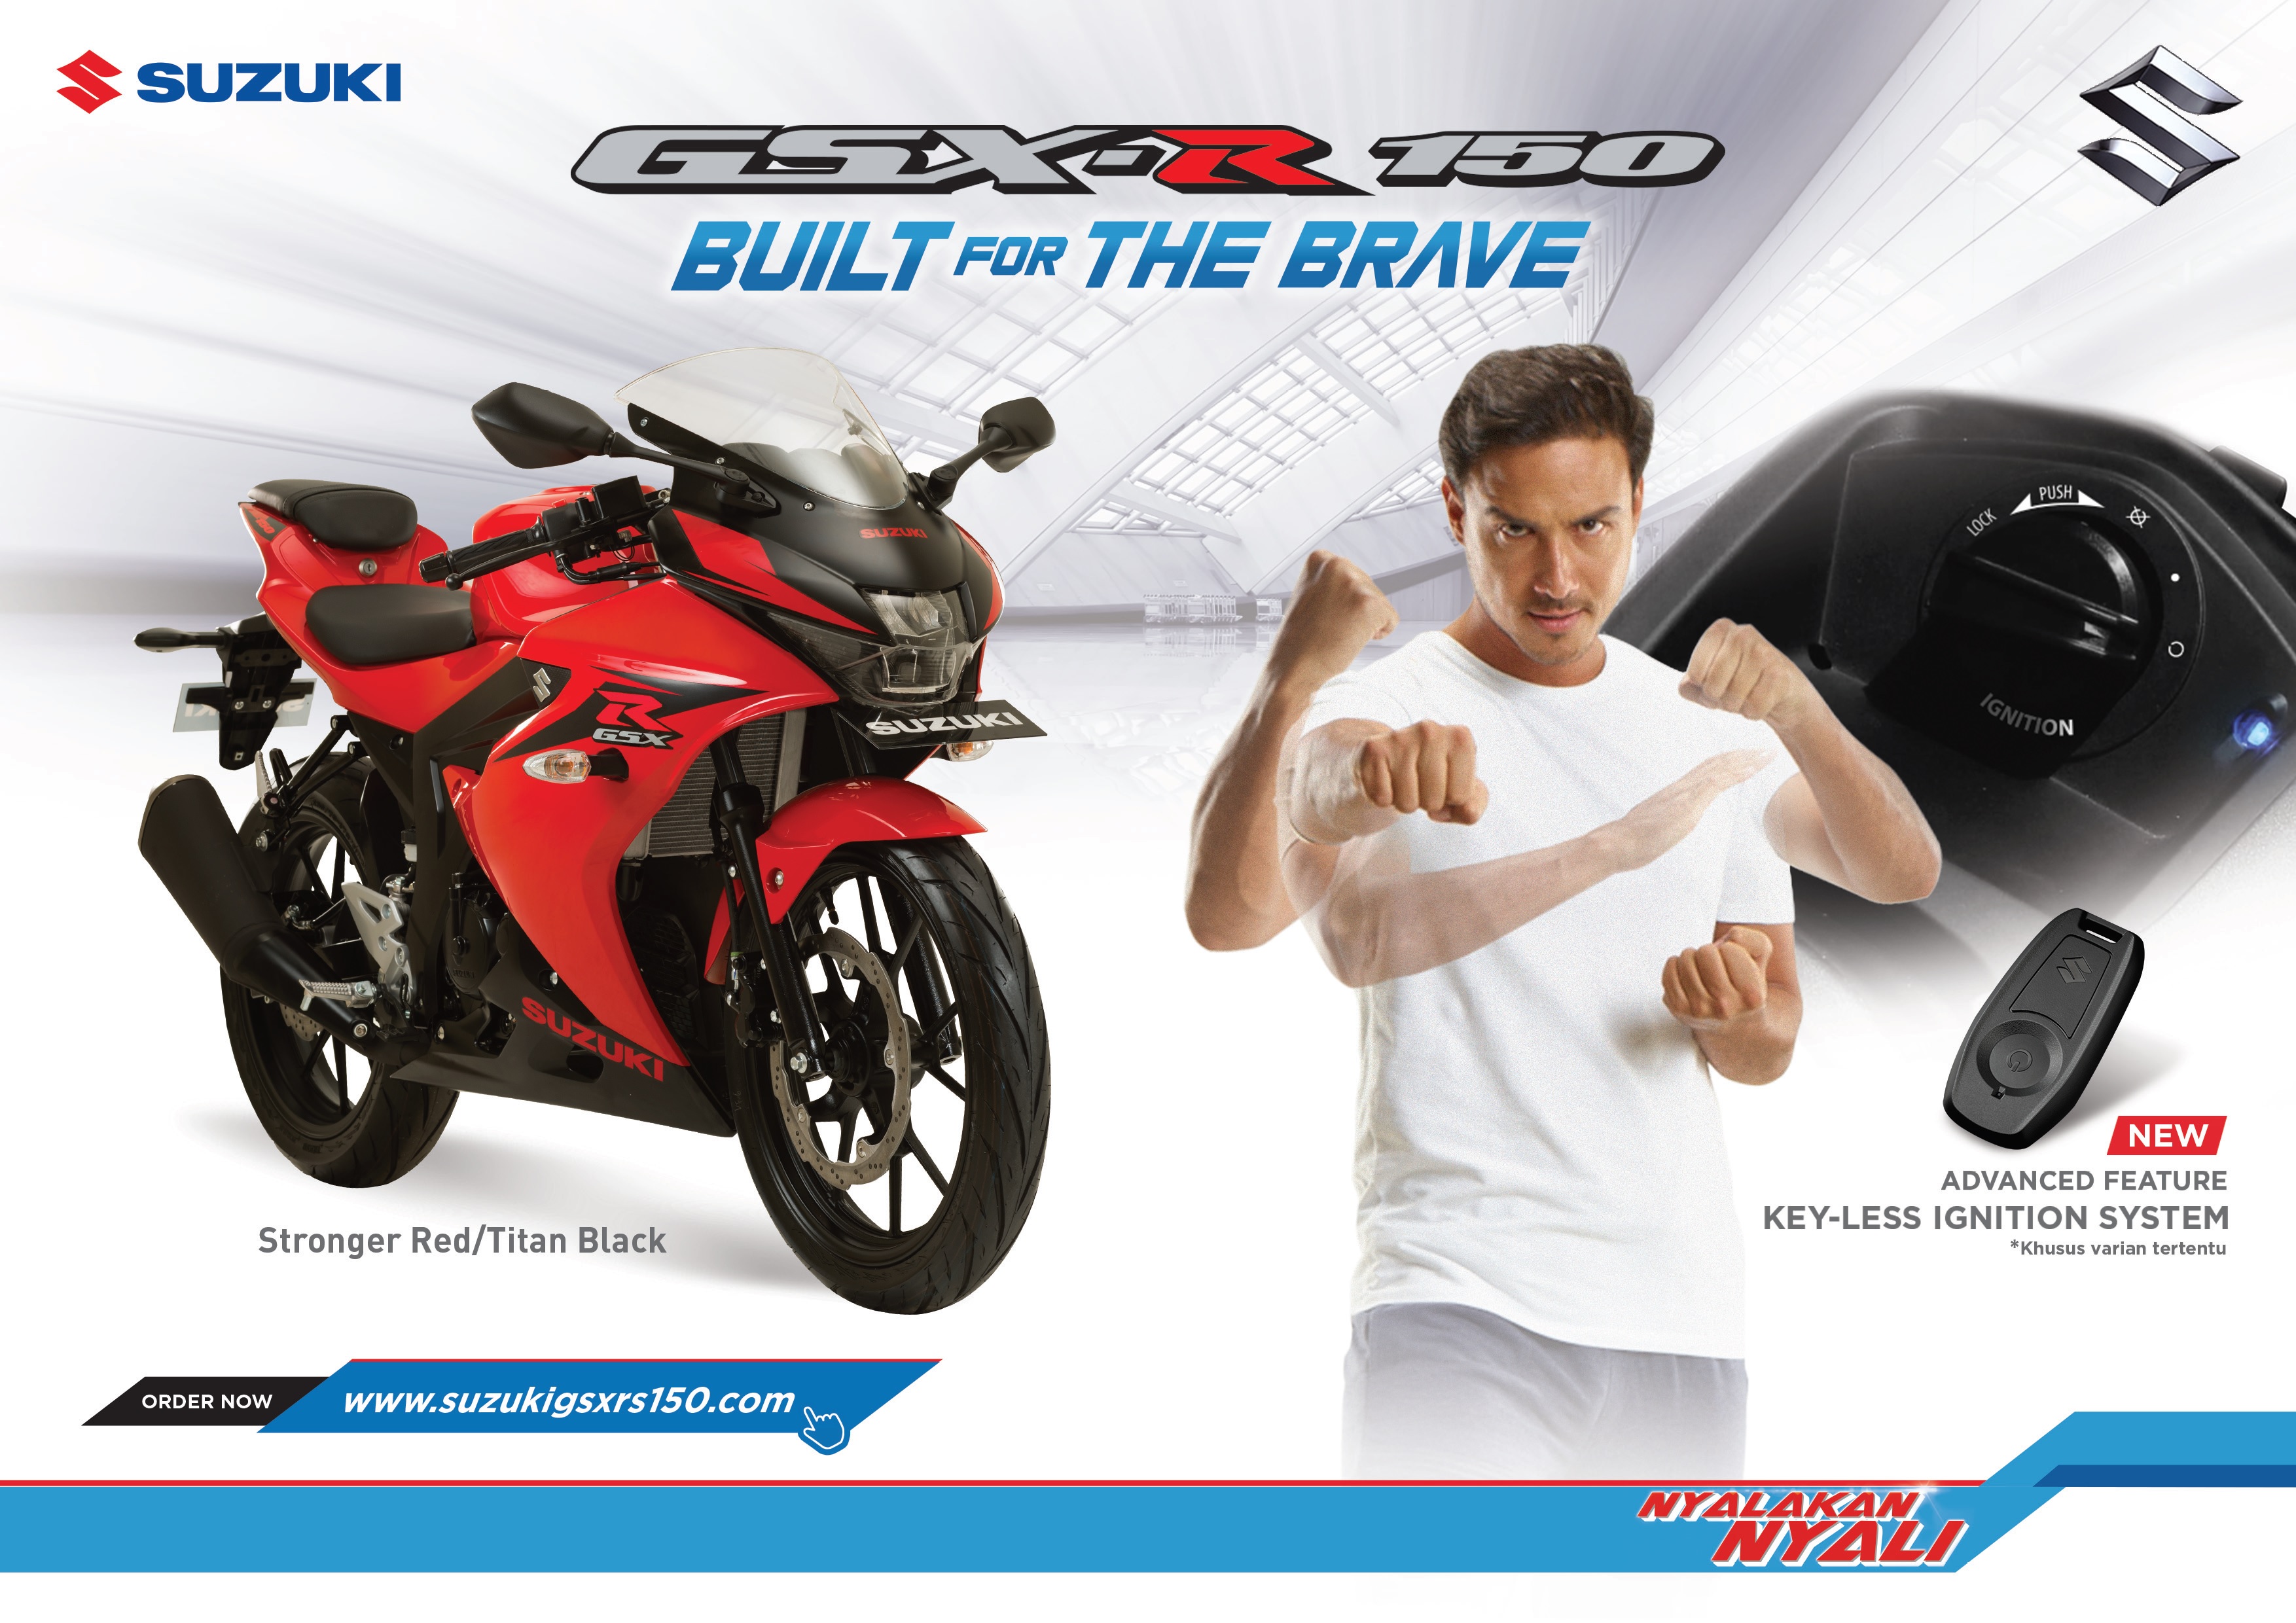 SUZUKI
GSX-R 150
BUILT FOR THE BRAVE
SUZUKI
SUZUKI
R
GSX
SUZUKI
Stronger Red/Titan Black
LOCK
PUSH
IGNITION
NEW
ADVANCED FEATURE
KEY-LESS IGNITION SYSTEM
*Khusus varian tertentu
ORDER NOW
www.suzukigsxrs150.com
NYALAKAN
NYALI